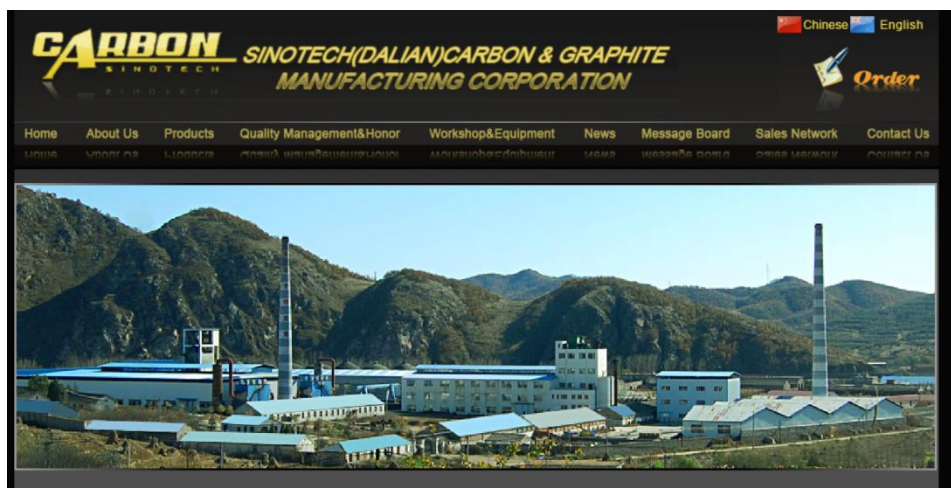 Chinese English
CARBON
SINOTECH
SINOTECH(DALIAN)CARBON & GRAPHITE
MANUFACTURING CORPORATION
Order
Home About Us Products Quality Management&Honor Workshop&Equipment News Message Board Sales Network Contact Us